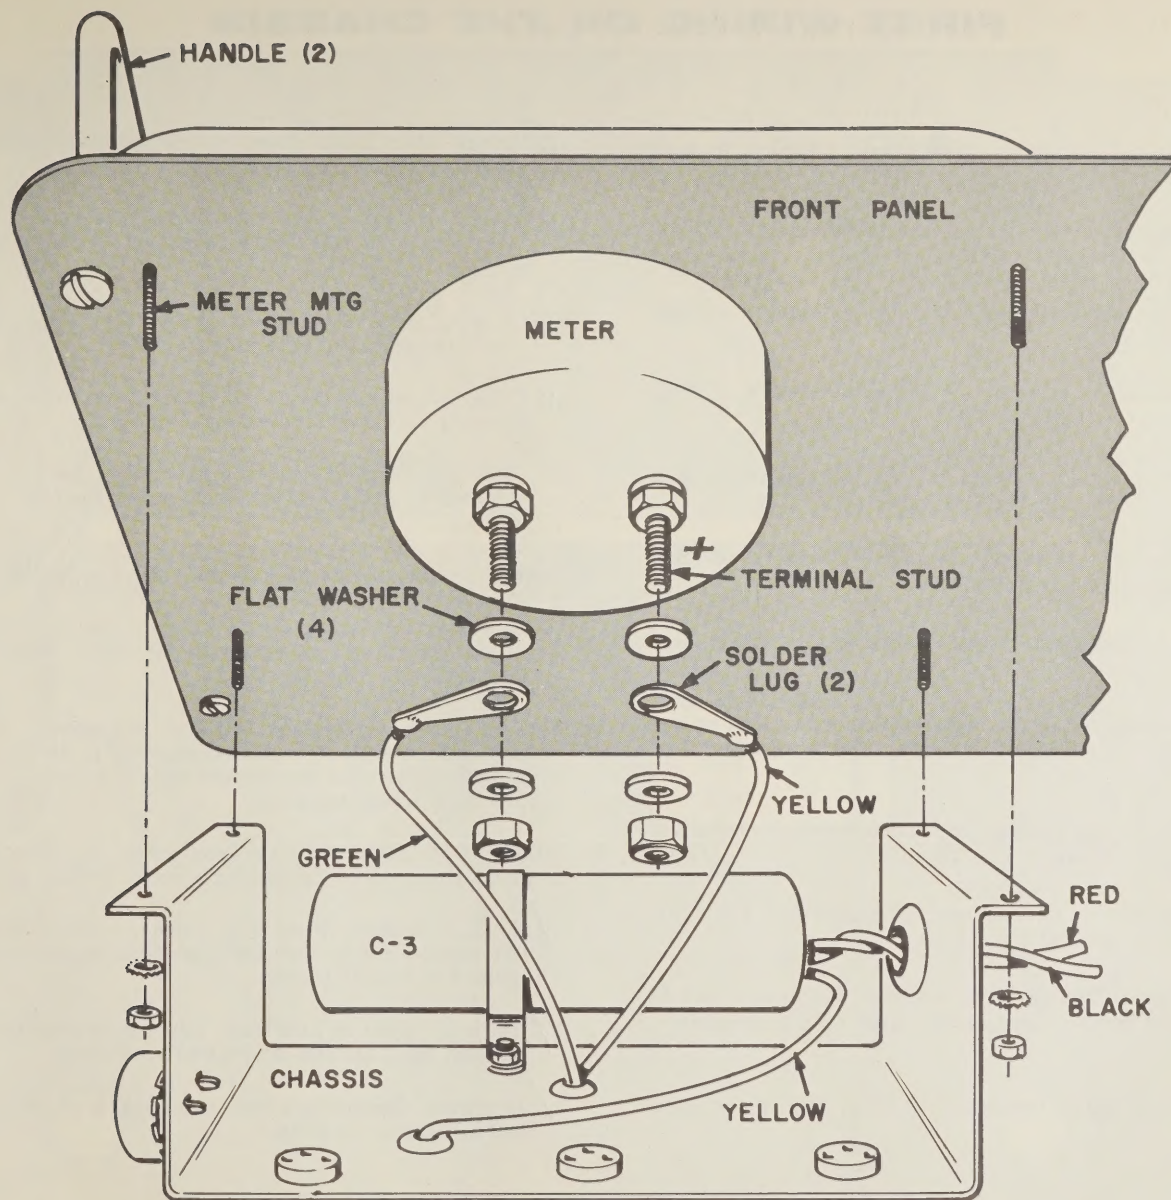 HANDLE (2)
FRONT PANEL
METER MTG
STUD
METER
+
TERMINAL STUD
FLAT WASHER
(4)
SOLDER
LUG (2)
YELLOW
GREEN
C-3
RED
BLACK
CHASSIS
YELLOW